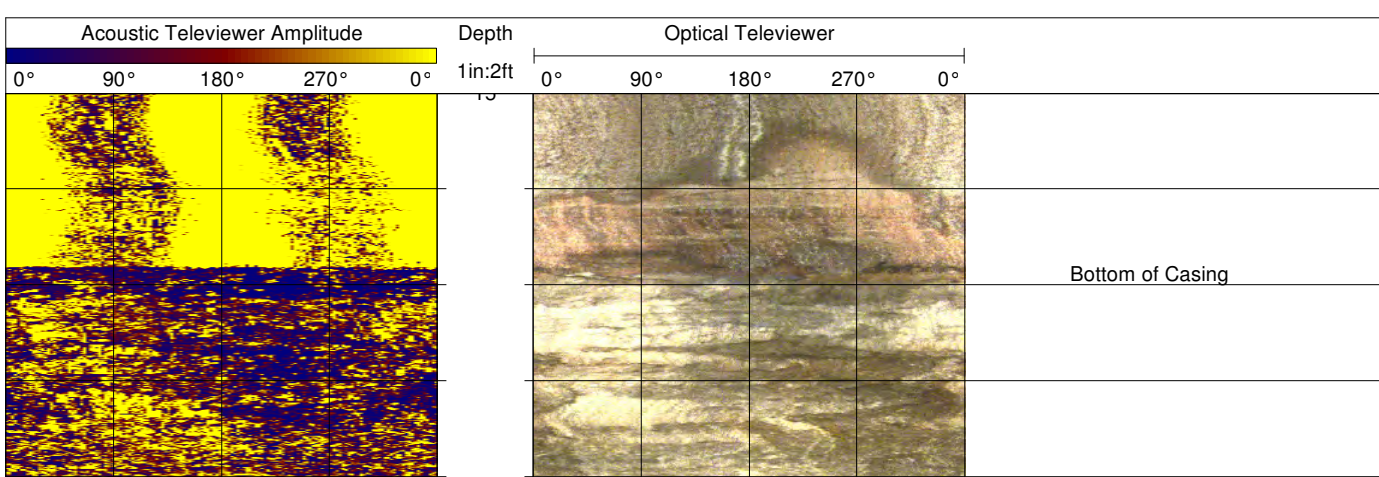 Acoustic Televiewer Amplitude Depth Optical Televiewer
0° 90° 180° 270° 0° 1in:2ft 0° 90° 180° 270° 0°
Bottom of Casing